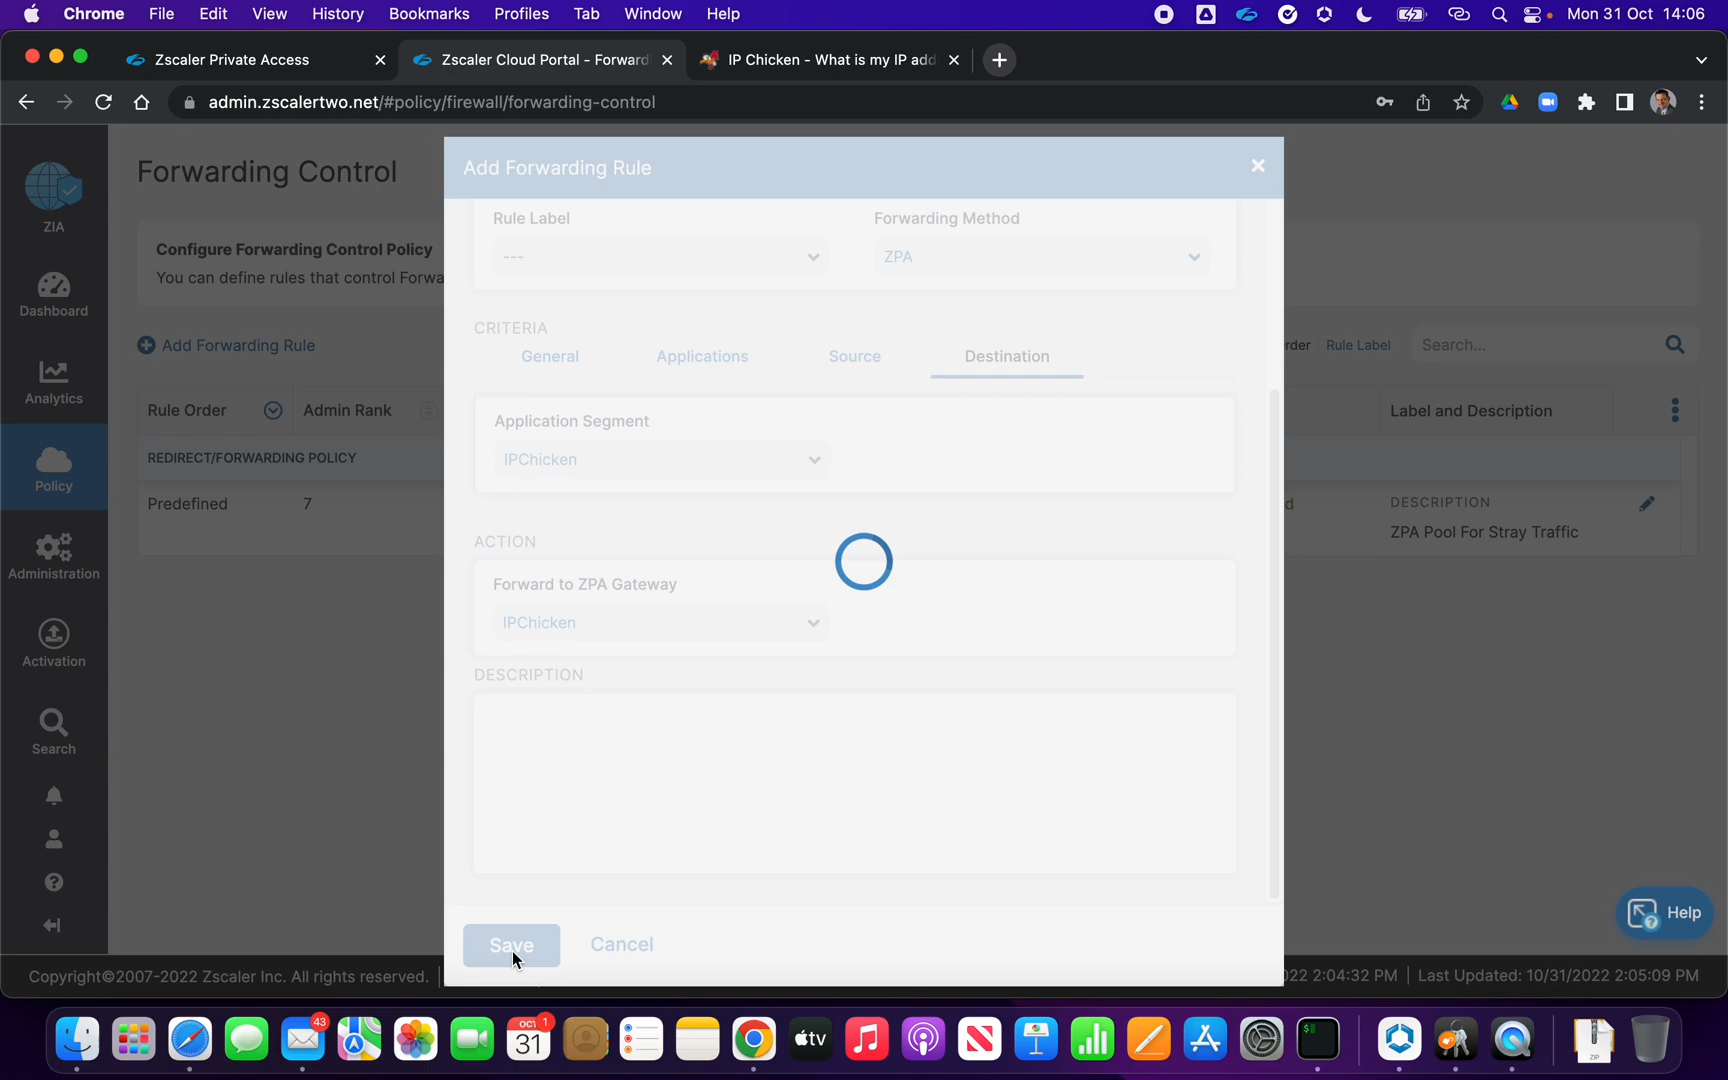 Chrome File Edit View History Bookmarks Profiles Tab Window Help Mon 31 Oct 14:06
Zscaler Private Access Zscaler Cloud Portal - Forward IP Chicken - What is my IP add
admin.zscalertwo.net/#policy/firewall/forwarding-control
ZIA
Dashboard
Analytics
Policy
Administration
Activation
Search
Forwarding Control
Configure Forwarding Control Policy
You can define rules that control Forwa
Add Forwarding Rule
rder Rule Label Search...
Rule Order Admin Rank Label and Description
REDIRECT/FORWARDING POLICY
Predefined 7 d DESCRIPTION
ZPA Pool For Stray Traffic
Add Forwarding Rule
Rule Label Forwarding Method
--- ZPA
CRITERIA
General Applications Source Destination
Application Segment
IPChicken
ACTION
Forward to ZPA Gateway
IPChicken
DESCRIPTION
Save Cancel
Help
Copyright©2007-2022 Zscaler Inc. All rights reserved. 022 2:04:32 PM Last Updated: 10/31/2022 2:05:09 PM
43
OCT 1
31
tv
$
ZIP